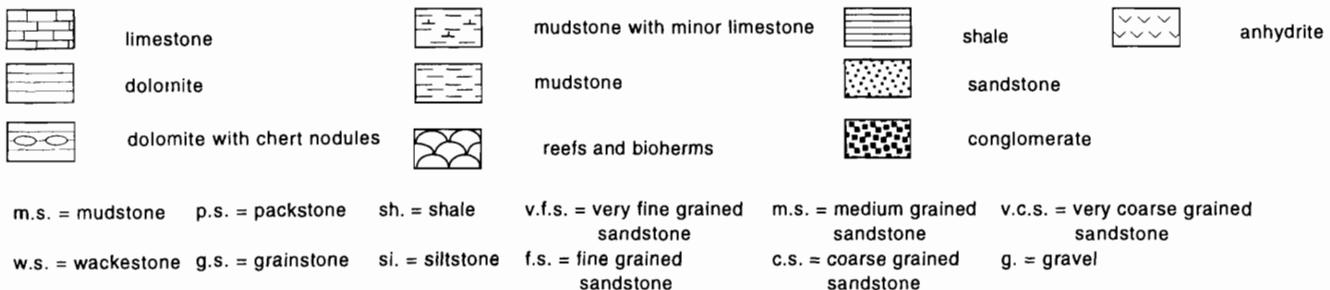 limestone
mudstone with minor limestone
shale
anhydrite
dolomite
mudstone
sandstone
dolomite with chert nodules
reefs and bioherms
conglomerate
m.s. = mudstone p.s. = packstone sh. = shale v.f.s. = very fine grained m.s. = medium grained v.c.s. = very coarse grained
sandstone sandstone sandstone
w.s. = wackestone g.s. = grainstone si. = siltstone f.s. = fine grained c.s. = coarse grained g. = gravel
sandstone sandstone